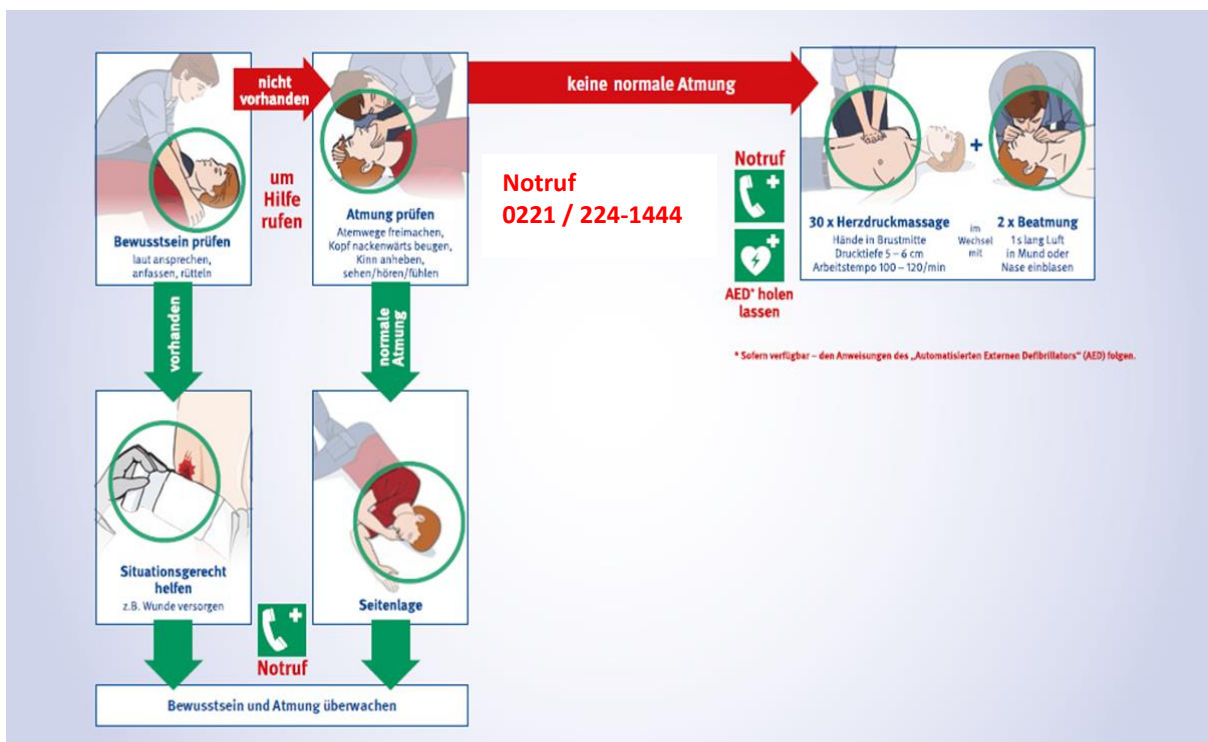 Bewusstsein prüfen
laut ansprechen,
anfassen, rütteln
nicht
vorhanden
um
Hilfe
rufen
Atmung prüfen
Atemwege freimachen,
Kopf nackenwärts beugen,
Kinn anheben,
sehen/hören/fühlen
keine normale Atmung
Notruf
0221 / 224-1444
Notruf
AED* holen
lassen
30 x Herzdruckmassage
Hände in Brustmitte
Drucktiefe 5 – 6 cm
Arbeitstempo 100 – 120/min
+
im
Wechsel
mit
2 x Beatmung
1 s lang Luft
in Mund oder
Nase einblasen
* Sofern verfügbar – den Anweisungen des „Automatisierten Externen Defibrillators“ (AED) folgen.
vorhanden
normale
Atmung
Situationsgerecht
helfen
z.B. Wunde versorgen
Seitenlage
Notruf
Bewusstsein und Atmung überwachen